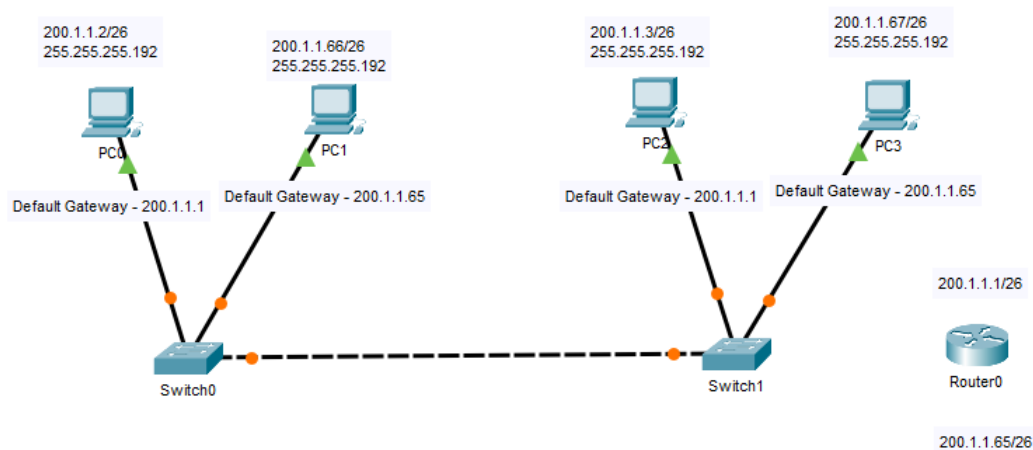 200.1.1.2/26
255.255.255.192
200.1.1.66/26
255.255.255.192
200.1.1.3/26
255.255.255.192
200.1.1.67/26
255.255.255.192
PC0
PC1
PC2
PC3
Default Gateway - 200.1.1.1
Default Gateway - 200.1.1.65
Default Gateway - 200.1.1.1
Default Gateway - 200.1.1.65
200.1.1.1/26
Switch0
Switch1
Router0
200.1.1.65/26